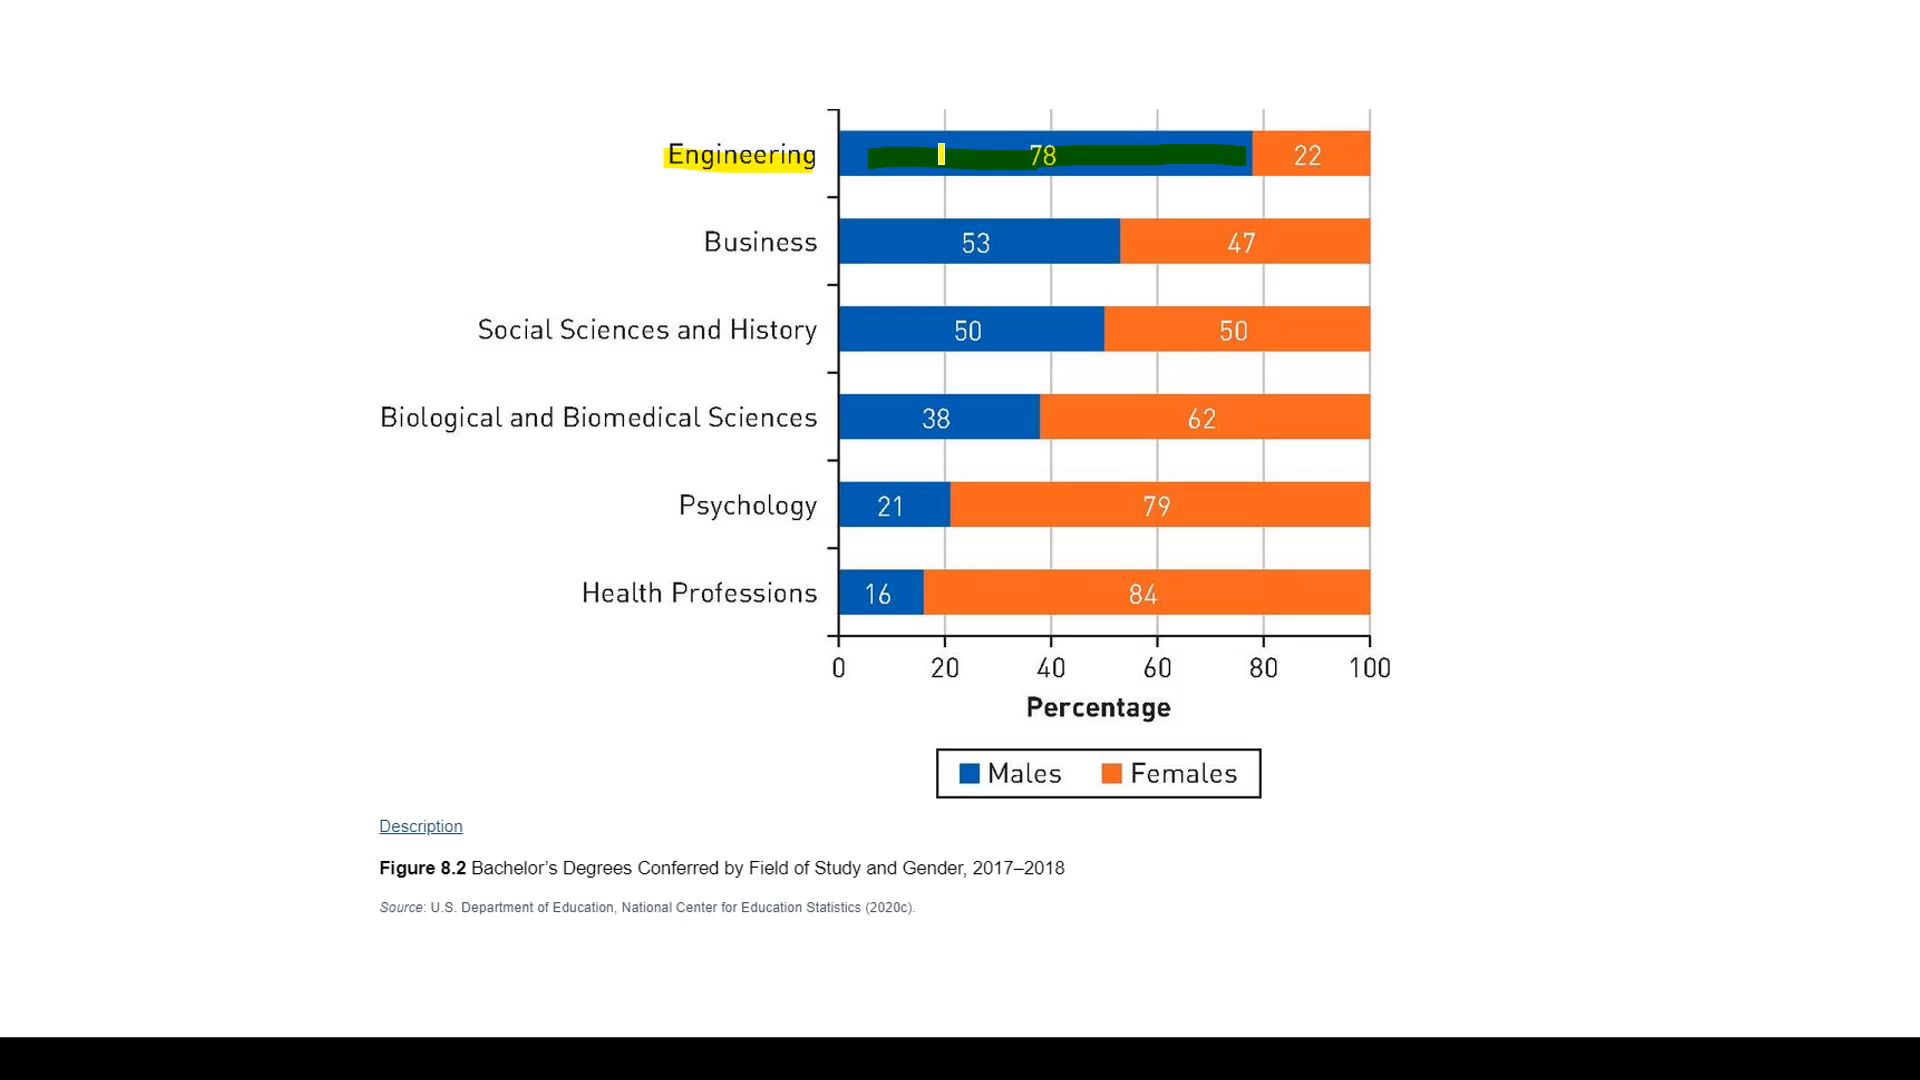 Engineering 78 22
Business 53 47
Social Sciences and History 50 50
Biological and Biomedical Sciences 38 62
Psychology 21 79
Health Professions 16 84
0 20 40 60 80 100
Percentage
Males Females
Description
Figure 8.2 Bachelor’s Degrees Conferred by Field of Study and Gender, 2017–2018
Source: U.S. Department of Education, National Center for Education Statistics (2020c).